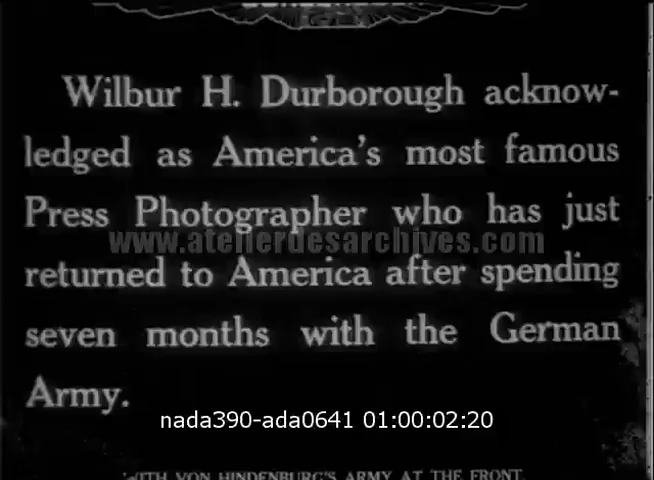 Wilbur H. Durborough acknow-
ledged as America's most famous
Press Photographer who has just
www.atelierdesarchives.com
returned to America after spending
seven months with the German
Army.
nada390-ada0641 01:00:02:20
WITH VON HINDENBURG'S ARMY AT THE FRONT.